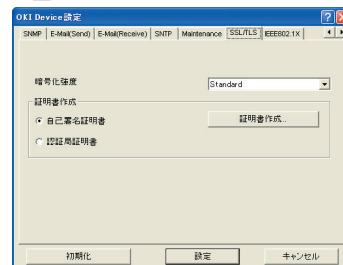 OKI Device設定
SNMP E-Mail(Send) E-Mail(Receive) SNTP Maintenance SSL/TLS IEEE802.1X
暗号化強度 Standard
証明書作成
自己署名証明書 証明書作成...
認証局証明書
初期化 設定 キャンセル